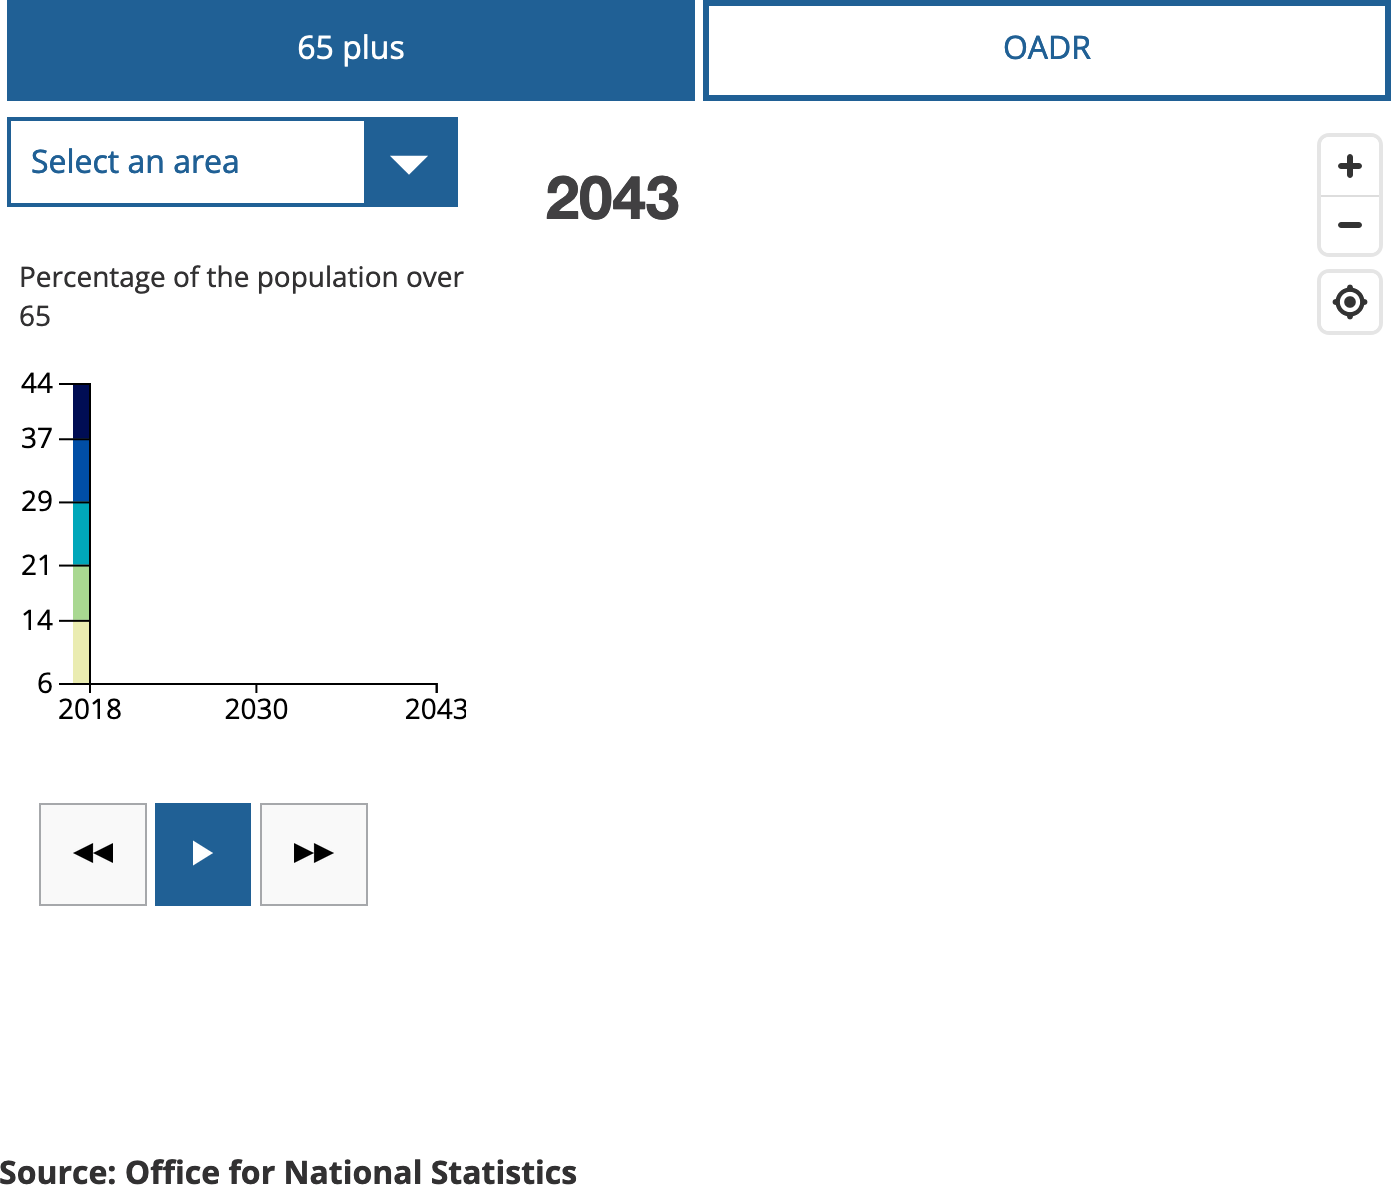 65 plus
OADR
Select an area
2043
Percentage of the population over
65
44
37
29
21
14
6
2018
2030
2043
Source: Office for National Statistics